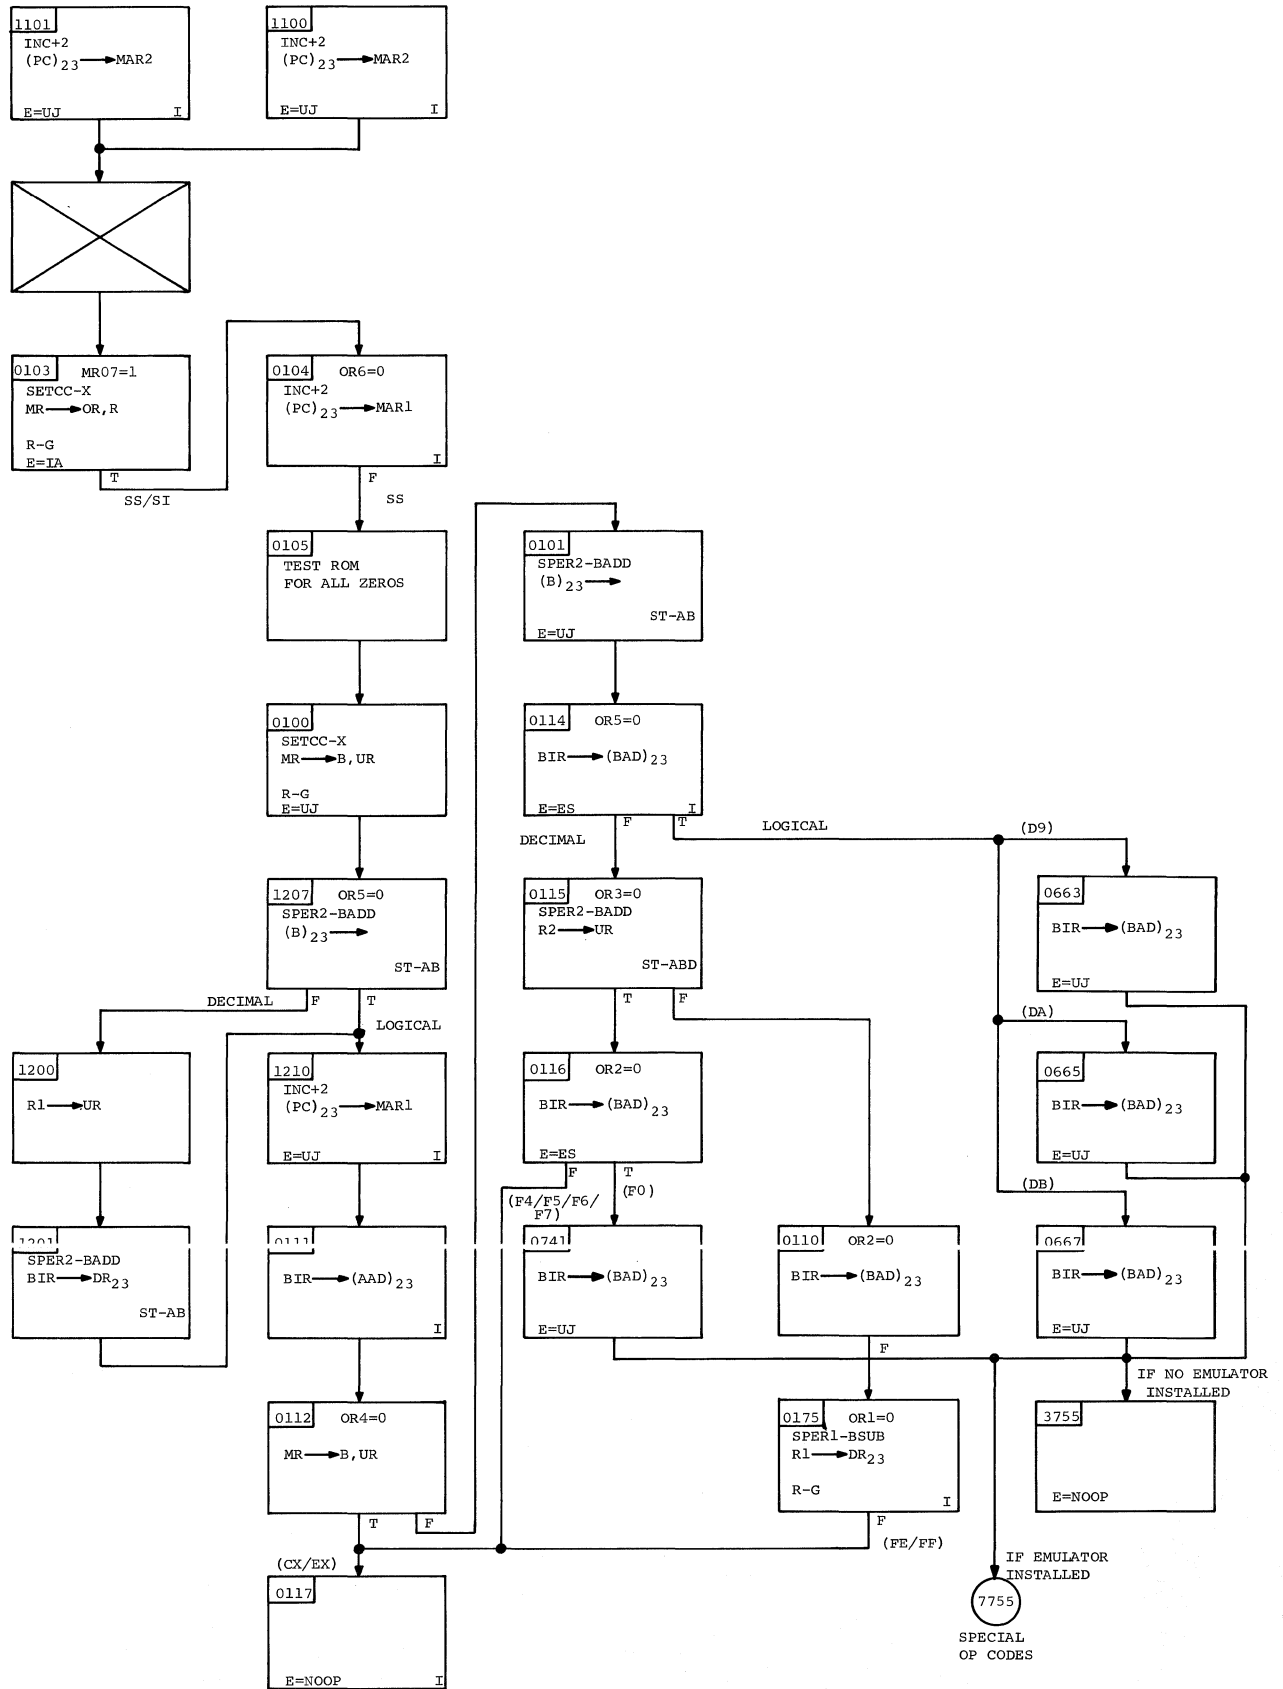 1101
INC+2
(PC)23 → MAR2
E=UJ I
1100
INC+2
(PC)23 → MAR2
E=UJ I
0103 MR07=1
SETCC-X
MR → OR,R
R-G
E=IA
T
SS/SI
0104 OR6=0
INC+2
(PC)23 → MAR1
I
F
SS
0105
TEST ROM
FOR ALL ZEROS
0100
SETCC-X
MR → B,UR
R-G
E=UJ
1207 OR5=0
SPER2-BADD
(B)23 →
ST-AB
DECIMAL F
T
LOGICAL
1200
R1 → UR
1201
SPER2-BADD
BIR → DR23
ST-AB
1210
INC+2
(PC)23 → MAR1
E=UJ I
0111
BIR → (AAD)23
I
0112 OR4=0
MR → B,UR
T F
(CX/EX)
0117
E=NOOP I
0101
SPER2-BADD
(B)23 →
ST-AB
E=UJ
0114 OR5=0
BIR → (BAD)23
E=ES I
F T
DECIMAL
LOGICAL
0115 OR3=0
SPER2-BADD
R2 → UR
ST-ABD
T F
0116 OR2=0
BIR → (BAD)23
E=ES
F T
(F4/F5/F6/
F7)
(F0)
0741
BIR → (BAD)23
E=UJ
0110 OR2=0
BIR → (BAD)23
F
0175 OR1=0
SPER1-BSUB
R1 → DR23
R-G
I
F
(FE/FF)
(D9)
0663
BIR → (BAD)23
E=UJ
(DA)
0665
BIR → (BAD)23
E=UJ
(DB)
0667
BIR → (BAD)23
E=UJ
IF NO EMULATOR
INSTALLED
3755
E=NOOP
IF EMULATOR
INSTALLED
7755
SPECIAL
OP CODES